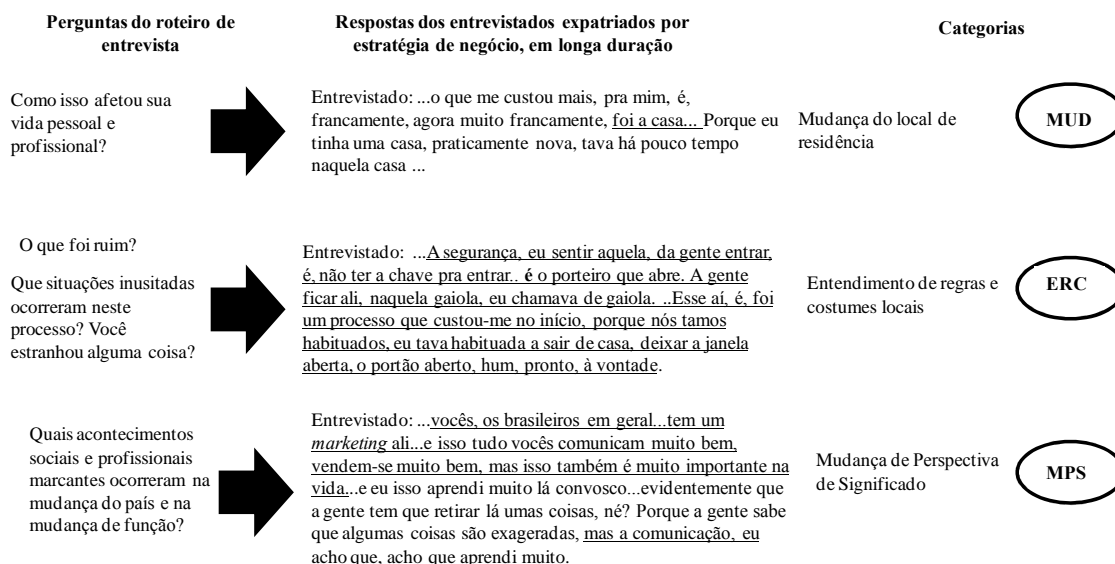 Perguntas do roteiro de
entrevista
Respostas dos entrevistados expatriados por
estratégia de negócio, em longa duração
Categorias
Como isso afetou sua
vida pessoal e
profissional?
Entrevistado: ...o que me custou mais, pra mim, é,
francamente, agora muito francamente, foi a casa... Porque eu
tinha uma casa, praticamente nova, tava há pouco tempo
naquela casa ...
Mudança do local de
residência
MUD
O que foi ruim?
Que situações inusitadas
ocorreram neste
processo? Você
estranhou alguma coisa?
Entrevistado: ...A segurança, eu sentir aquela, da gente entrar,
é, não ter a chave pra entrar.. é o porteiro que abre. A gente
ficar ali, naquela gaiola, eu chamava de gaiola. ..Esse aí, é, foi
um processo que custou-me no início, porque nós tamos
habituados, eu tava habituada a sair de casa, deixar a janela
aberta, o portão aberto, hum, pronto, à vontade.
Entendimento de regras e
costumes locais
ERC
Quais acontecimentos
sociais e profissionais
marcantes ocorreram na
mudança do país e na
mudança de função?
Entrevistado: ...vocês, os brasileiros em geral...tem um
marketing ali...e isso tudo vocês comunicam muito bem,
vendem-se muito bem, mas isso também é muito importante na
vida...e eu isso aprendi muito lá convosco...evidentemente que
a gente tem que retirar lá umas coisas, né? Porque a gente sabe
que algumas coisas são exageradas, mas a comunicação, eu
acho que, acho que aprendi muito.
Mudança de Perspectiva
de Significado
MPS